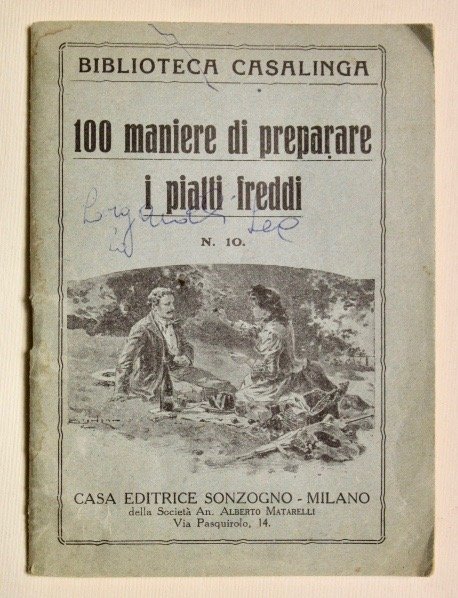 BIBLIOTECA CASALINGA
100 maniere di preparare
i piatti freddi
N. 10.
CASA EDITRICE SONZOGNO - MILANO
della Società An. ALBERTO MATARELLI
Via Pasquirolo, 14.